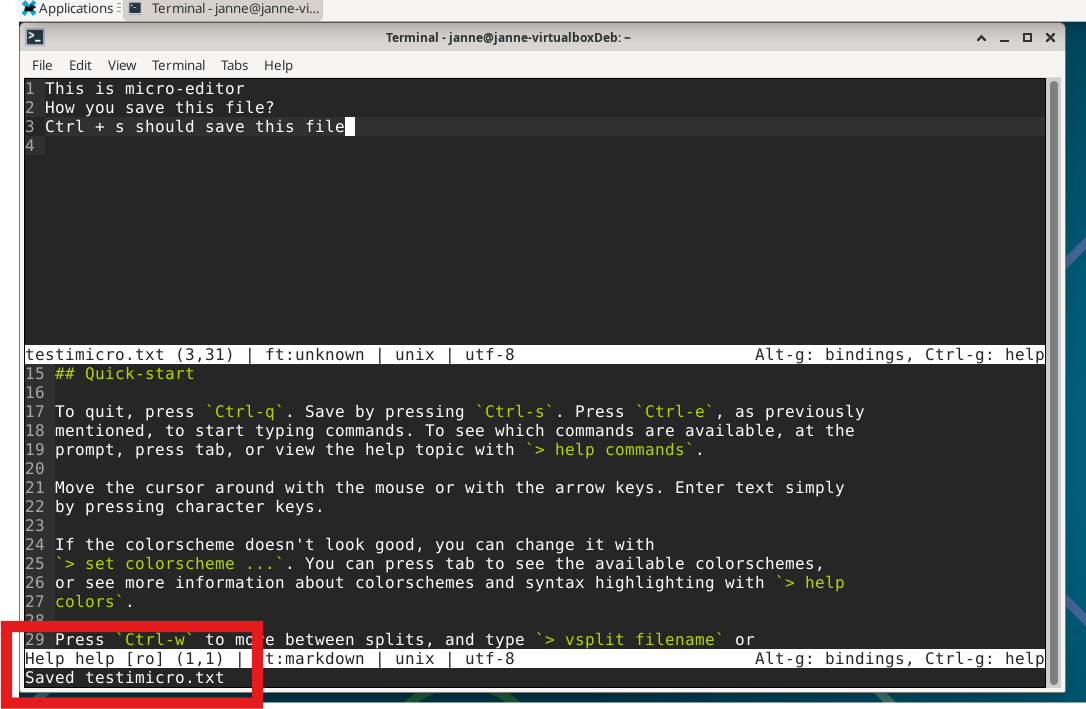 Applications Terminal - janne@janne-vi...
Terminal - janne@janne-virtualboxDeb: ~
File Edit View Terminal Tabs Help
1 This is micro-editor
2 How you save this file?
3 Ctrl + s should save this file
4
testimicro.txt (3,31) | ft:unknown | unix | utf-8 Alt-g: bindings, Ctrl-g: help
15 ## Quick-start
16
17 To quit, press `Ctrl-q`. Save by pressing `Ctrl-s`. Press `Ctrl-e`, as previously
18 mentioned, to start typing commands. To see which commands are available, at the
19 prompt, press tab, or view the help topic with `> help commands`.
20
21 Move the cursor around with the mouse or with the arrow keys. Enter text simply
22 by pressing character keys.
23
24 If the colorscheme doesn't look good, you can change it with
25 `> set colorscheme ...`. You can press tab to see the available colorschemes,
26 or see more information about colorschemes and syntax highlighting with `> help
27 colors`.
28
29 Press `Ctrl-w` to move between splits, and type `> vsplit filename` or
Help help [ro] (1,1) | ft:markdown | unix | utf-8 Alt-g: bindings, Ctrl-g: help
Saved testimicro.txt